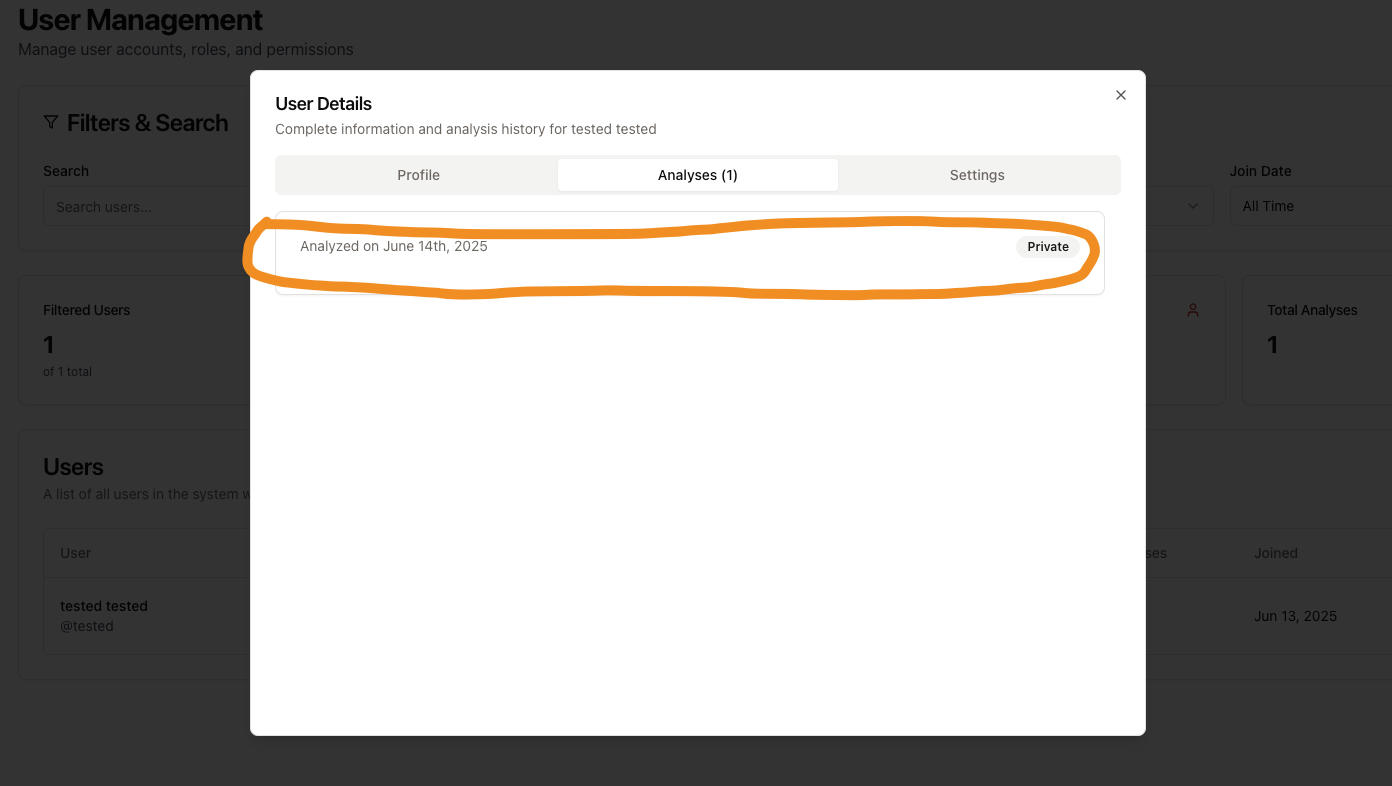 User Management
Manage user accounts, roles, and permissions
Filters & Search
Search
Search users...
Join Date
All Time
User Details
Complete information and analysis history for tested tested
Profile
Analyses (1)
Settings
Analyzed on June 14th, 2025
Private
Filtered Users
1
of 1 total
Total Analyses
1
Users
A list of all users in the system w
User
ses
Joined
tested tested
@tested
Jun 13, 2025